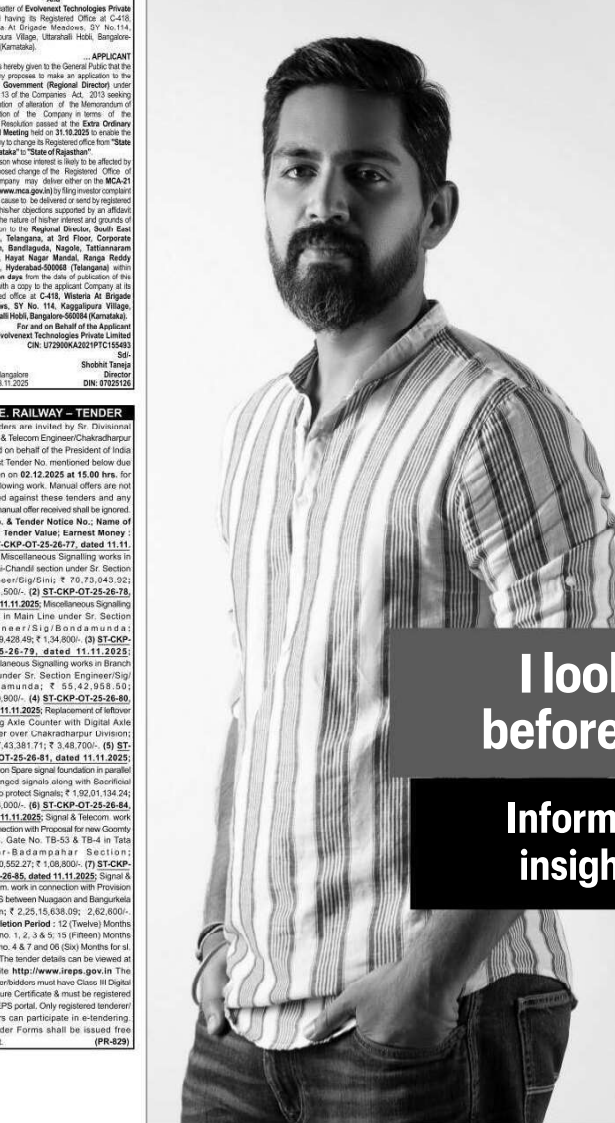 atter of Evolvenext Technologies Private
having its Registered Office at C-418,
a At Brigade Meadows, SY No.114,
pura Village, Uttarahalli Hobli, Bangalore-
(Karnataka).
... APPLICANT
s hereby given to the General Public that the
ny proposes to make an application to the
Government (Regional Director) under
13 of the Companies Act, 2013 seeking
ation of alteration of the Memorandum of
tion of the Company in terms of the
Resolution passed at the Extra Ordinary
l Meeting held on 31.10.2025 to enable the
ny to change its Registered office from "State
ataka" to "State of Rajasthan".
son whose interest is likely to be affected by
posed change of the Registered Office of
mpany may deliver either on the MCA-21
www.mca.gov.in) by filing investor complaint
cause to be delivered or send by registered
his/her objections supported by an affidavit
he nature of his/her interest and grounds of
on to the Regional Director, South East
, Telangana, at 3rd Floor, Corporate
n, Bandlaguda, Nagole, Tattiannaram
, Hayat Nagar Mandal, Ranga Reddy
, Hyderabad-500068 (Telangana) within
n days from the date of publication of this
with a copy to the applicant Company at its
ed office at C-418, Wisteria At Brigade
ws, SY No. 114, Kaggalipura Village,
alli Hobli, Bangalore-560084 (Karnataka).
For and on Behalf of the Applicant
volvenext Technologies Private Limited
CIN: U72900KA2021PTC155493
Sd/-
Shobhit Taneja
angalore Director
3.11.2025 DIN: 07025126
E. RAILWAY – TENDER
ders are invited by Sr. Divisional
& Telecom Engineer/Chakradharpur
d on behalf of the President of India
st Tender No. mentioned below due
en on 02.12.2025 at 15.00 hrs. for
lowing work. Manual offers are not
ed against these tenders and any
manual offer received shall be ignored.
o. & Tender Notice No.; Name of
Tender Value; Earnest Money :
T-CKP-OT-25-26-77, dated 11.11.
Miscellaneous Signalling works in
ni-Chandil section under Sr. Section
eer/Sig/Sini; ₹ 70,73,043.92;
,500/-. (2) ST-CKP-OT-25-26-78,
11.11.2025; Miscellaneous Signalling
in Main Line under Sr. Section
neer/Sig/Bondamunda;
9,428.49; ₹ 1,34,800/-. (3) ST-CKP-
5-26-79, dated 11.11.2025;
laneous Signalling works in Branch
under Sr. Section Engineer/Sig/
amunda; ₹ 55,42,958.50;
,900/-. (4) ST-CKP-OT-25-26-80,
11.11.2025; Replacement of leftover
g Axle Counter with Digital Axle
er over Chakradharpur Division;
7,43,381.71; ₹ 3,48,700/-. (5) ST-
OT-25-26-81, dated 11.11.2025;
on Spare signal foundation in parallel
nged signals along with Sacrificial
o protect Signals; ₹ 1,92,01,134.24;
,000/-. (6) ST-CKP-OT-25-26-84,
11.11.2025; Signal & Telecom. work
nection with Proposal for new Goomty
. Gate No. TB-53 & TB-4 in Tata
ar-Badampahar Section;
0,552.27; ₹ 1,08,800/-. (7) ST-CKP-
-26-85, dated 11.11.2025; Signal &
m. work in connection with Provision
S between Nuagaon and Bangurkela
n; ₹ 2,25,15,638.09; 2,62,600/-.
letion Period : 12 (Twelve) Months
no. 1, 2, 3 & 5; 15 (Fifteen) Months
no. 4 & 7 and 06 (Six) Months for sl.
The tender details can be viewed at
ite http://www.ireps.gov.in The
er/bidders must have Class III Digital
ure Certificate & must be registered
EPS portal. Only registered tenderer/
rs can participate in e-tendering.
der Forms shall be issued free
t. (PR-829)
I look
before
Inform
insigh